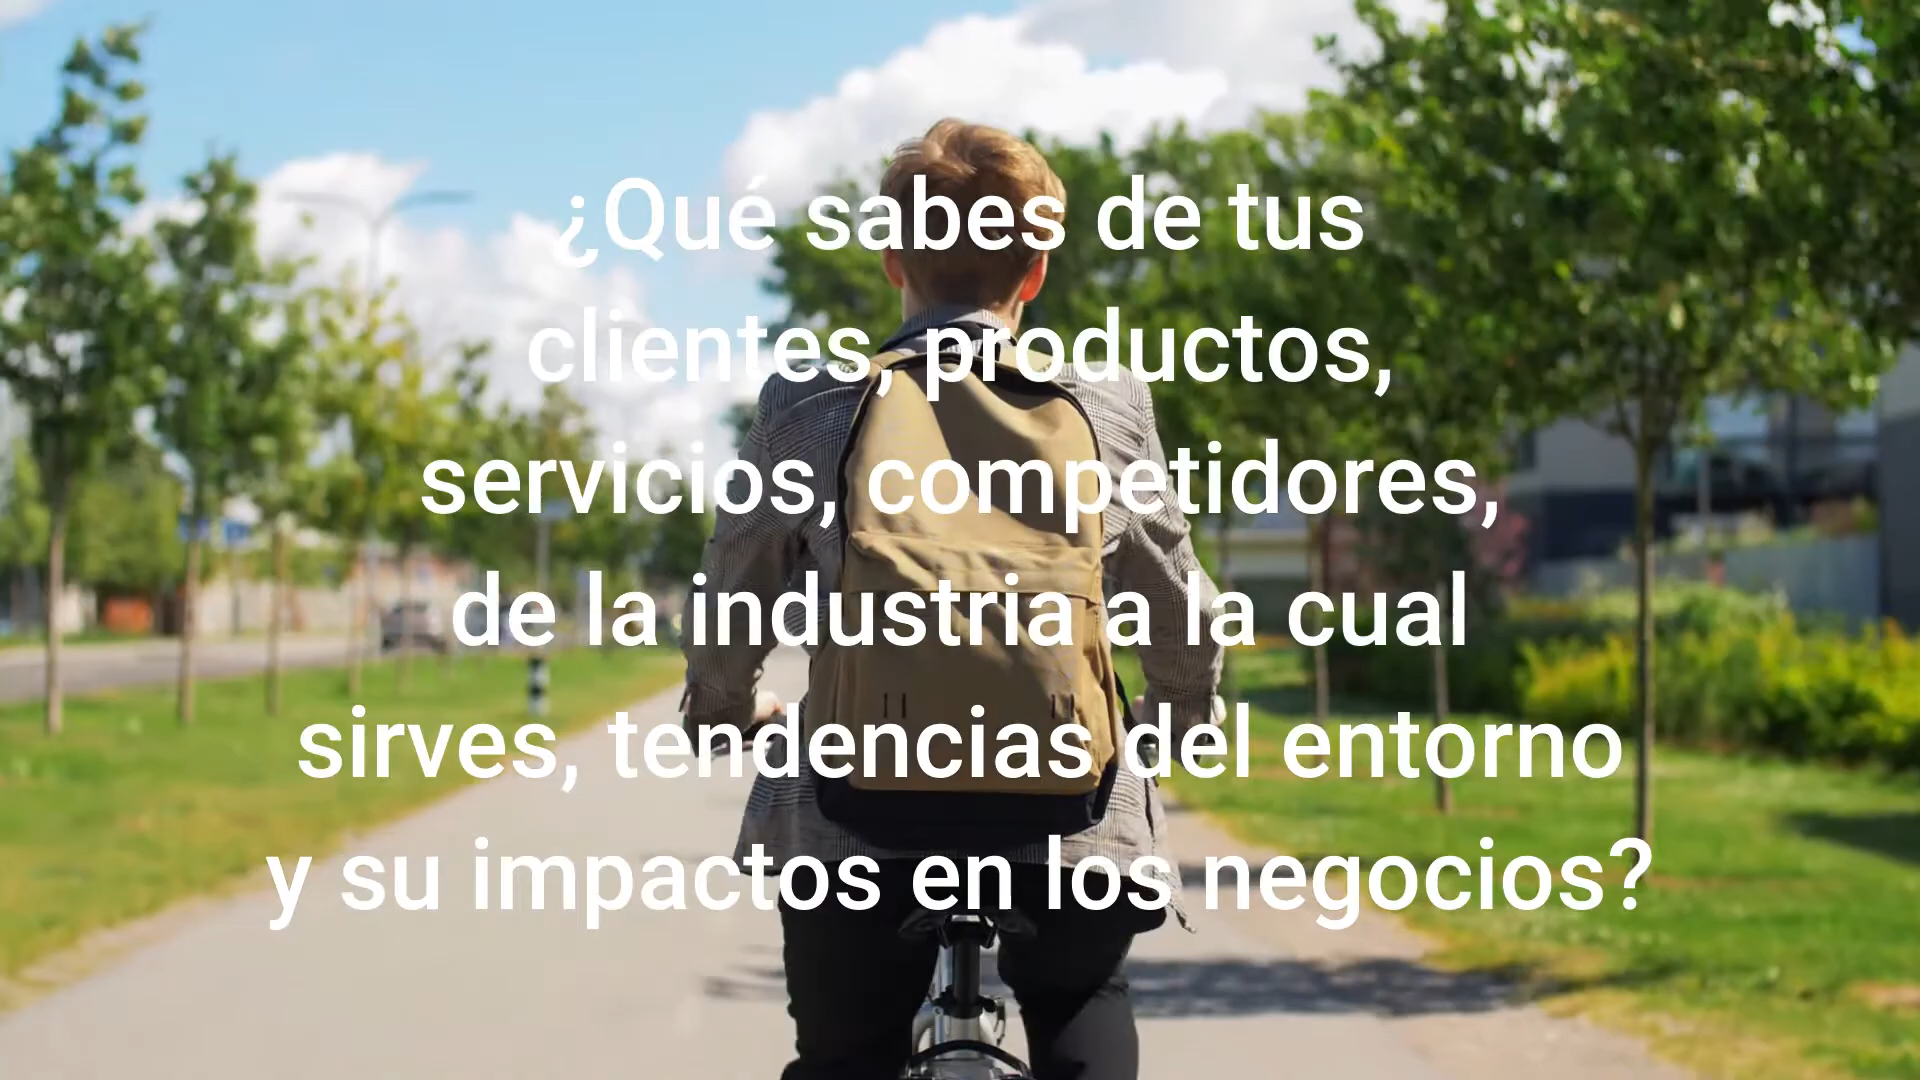 ¿Qué sabes de tus
clientes, productos,
servicios, competidores,
de la industria a la cual
sirves, tendencias del entorno
y su impactos en los negocios?